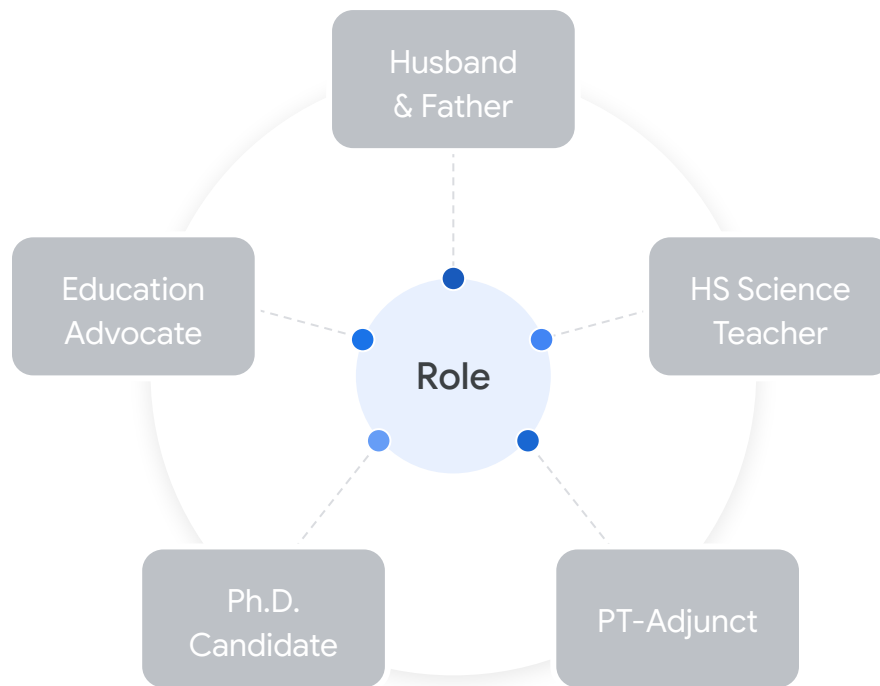 Husband
& Father
Education
Advocate
HS Science
Teacher
Role
Ph.D.
Candidate
PT-Adjunct